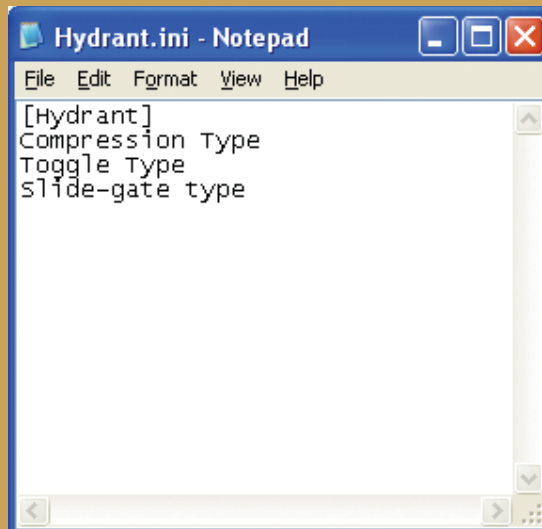 Hydrant.ini - Notepad
File Edit Format View Help
[Hydrant]
Compression Type
Toggle Type
Slide-gate type